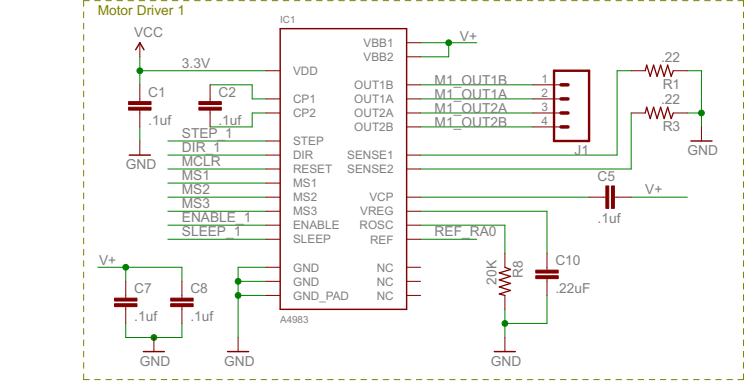 Motor Driver 1
IC1
VCC
3.3V
C1
.1uf
GND
C2
.1uf
STEP_1
DIR_1
MCLR
MS1
MS2
MS3
ENABLE_1
SLEEP_1
VDD
CP1
CP2
STEP
DIR
RESET
MS1
MS2
MS3
ENABLE
SLEEP
GND
GND
GND_PAD
VBB1
VBB2
OUT1B
OUT1A
OUT2A
OUT2B
SENSE1
SENSE2
VCP
VREG
ROSC
REF
NC
NC
NC
A4983
V+
M1_OUT1B
M1_OUT1A
M1_OUT2A
M1_OUT2B
1
2
3
4
J1
.22
R1
.22
R3
GND
C5
.1uf
V+
REF_RA0
20K
R8
C10
.22uF
GND
V+
C7
.1uf
C8
.1uf
GND
GND